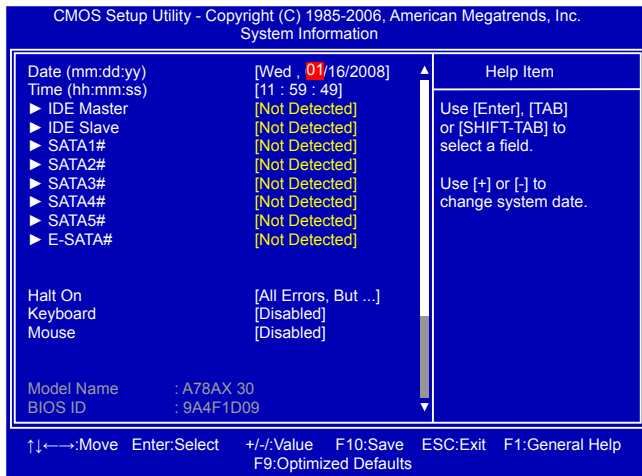 CMOS Setup Utility - Copyright (C) 1985-2006, American Megatrends, Inc.
System Information
Date (mm:dd:yy) [Wed , 01/16/2008]
Time (hh:mm:ss) [11 : 59 : 49]
► IDE Master [Not Detected]
► IDE Slave [Not Detected]
► SATA1# [Not Detected]
► SATA2# [Not Detected]
► SATA3# [Not Detected]
► SATA4# [Not Detected]
► SATA5# [Not Detected]
► E-SATA# [Not Detected]
Halt On [All Errors, But ...]
Keyboard [Disabled]
Mouse [Disabled]
Model Name : A78AX 30
BIOS ID : 9A4F1D09
Help Item
Use [Enter], [TAB]
or [SHIFT-TAB] to
select a field.
Use [+] or [-] to
change system date.
↑↓←→:Move Enter:Select +/-/:Value F10:Save ESC:Exit F1:General Help
F9:Optimized Defaults